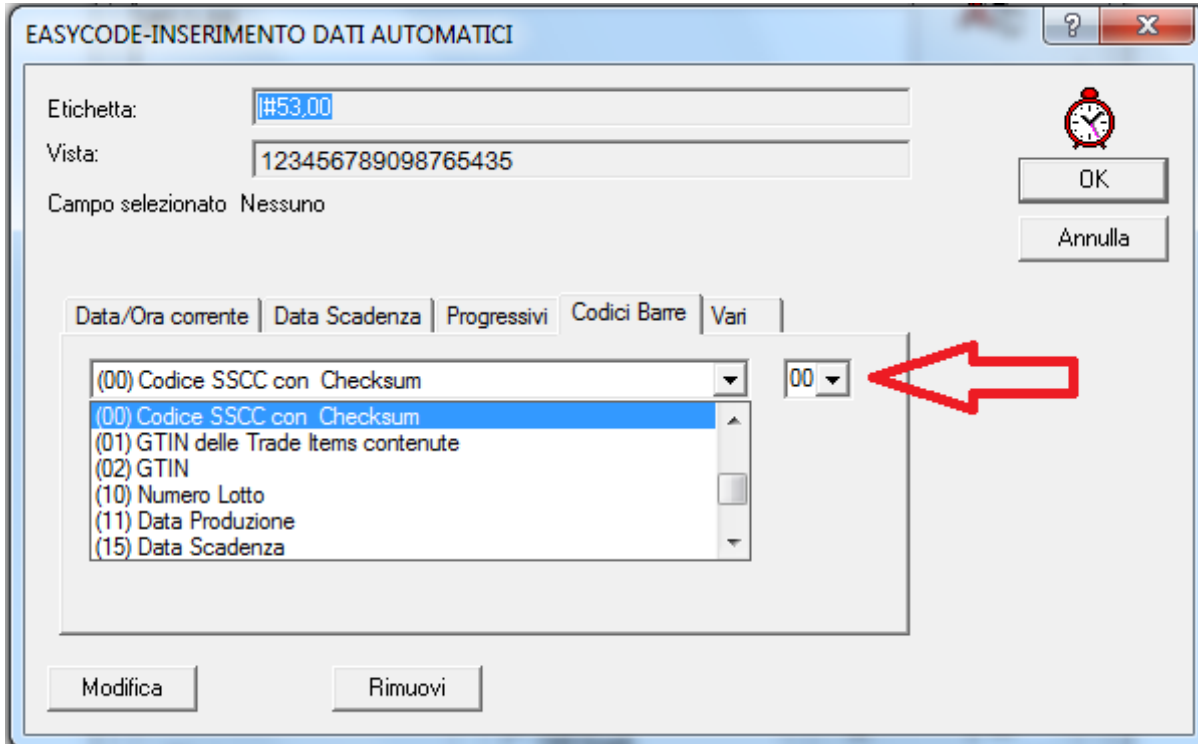 EASYCODE-INSERIMENTO DATI AUTOMATICI
?
X
Etichetta: |#53,00
Vista: 123456789098765435
OK
Campo selezionato Nessuno
Annulla
Data/Ora corrente Data Scadenza Progressivi Codici Barre Vari
(00) Codice SSCC con Checksum 00
(00) Codice SSCC con Checksum
(01) GTIN delle Trade Items contenute
(02) GTIN
(10) Numero Lotto
(11) Data Produzione
(15) Data Scadenza
Modifica Rimuovi